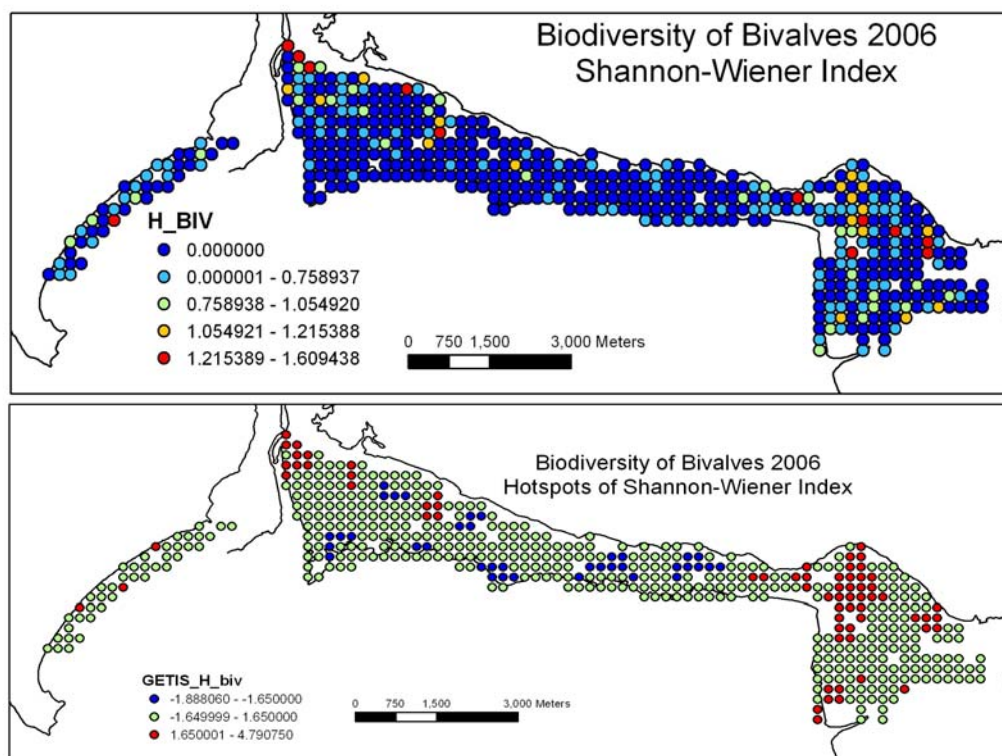 Biodiversity of Bivalves 2006
Shannon-Wiener Index
H_BIV
0.000000
0.000001 - 0.758937
0.758938 - 1.054920
1.054921 - 1.215388
1.215389 - 1.609438
0 750 1,500 3,000 Meters
Biodiversity of Bivalves 2006
Hotspots of Shannon-Wiener Index
GETIS_H_biv
-1.888060 - -1.650000
-1.649999 - 1.650000
1.650001 - 4.790750
0 750 1,500 3,000 Meters